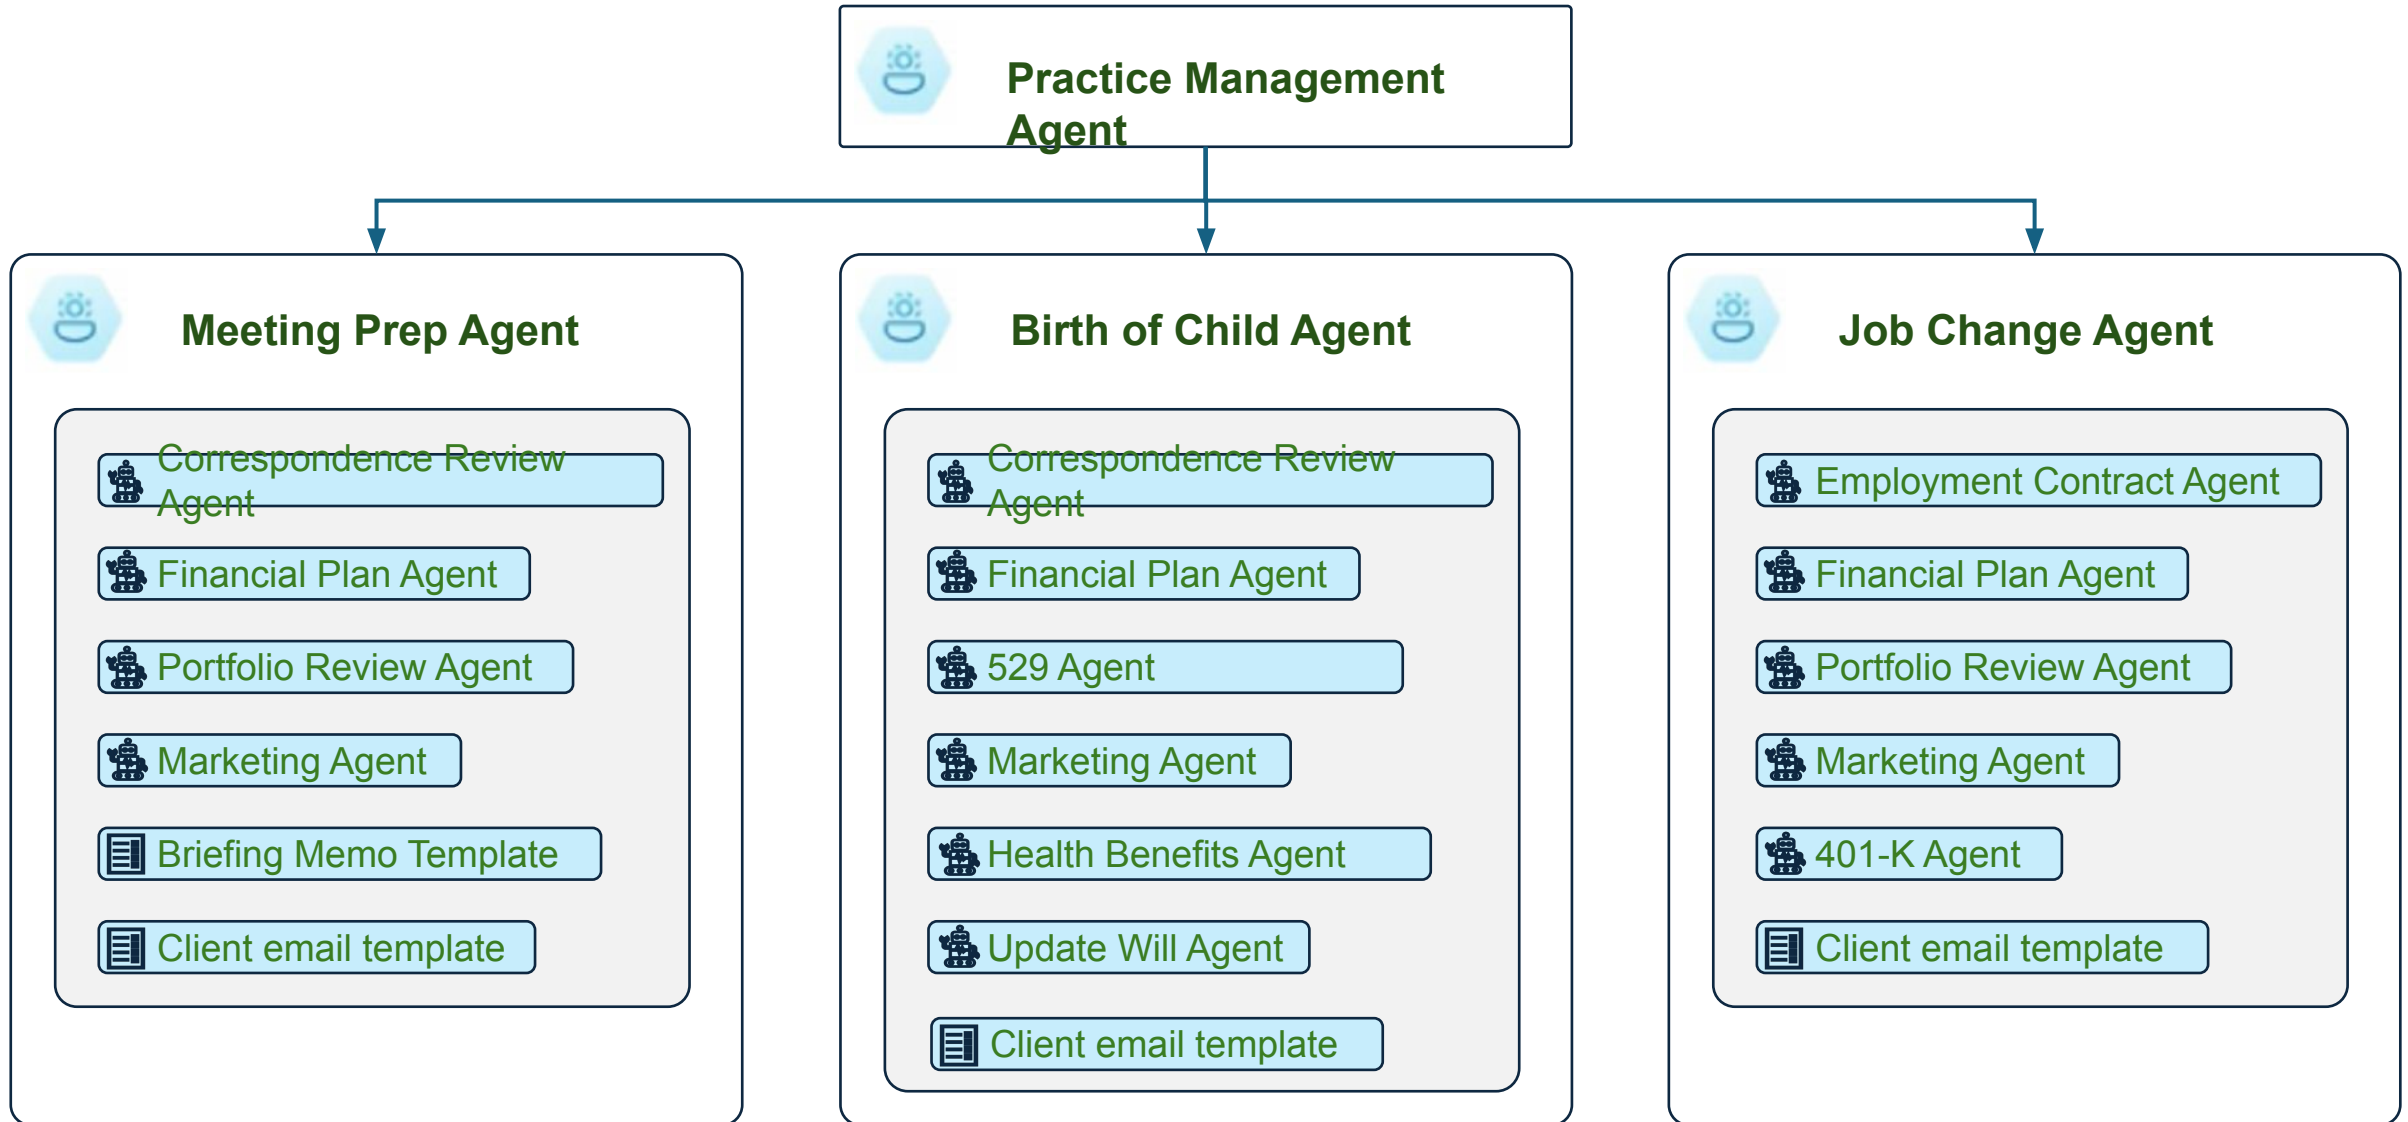 Practice Management
Agent
Meeting Prep Agent
Correspondence Review
Agent
Financial Plan Agent
Portfolio Review Agent
Marketing Agent
Briefing Memo Template
Client email template
Birth of Child Agent
Correspondence Review
Agent
Financial Plan Agent
529 Agent
Marketing Agent
Health Benefits Agent
Update Will Agent
Client email template
Job Change Agent
Employment Contract Agent
Financial Plan Agent
Portfolio Review Agent
Marketing Agent
401-K Agent
Client email template